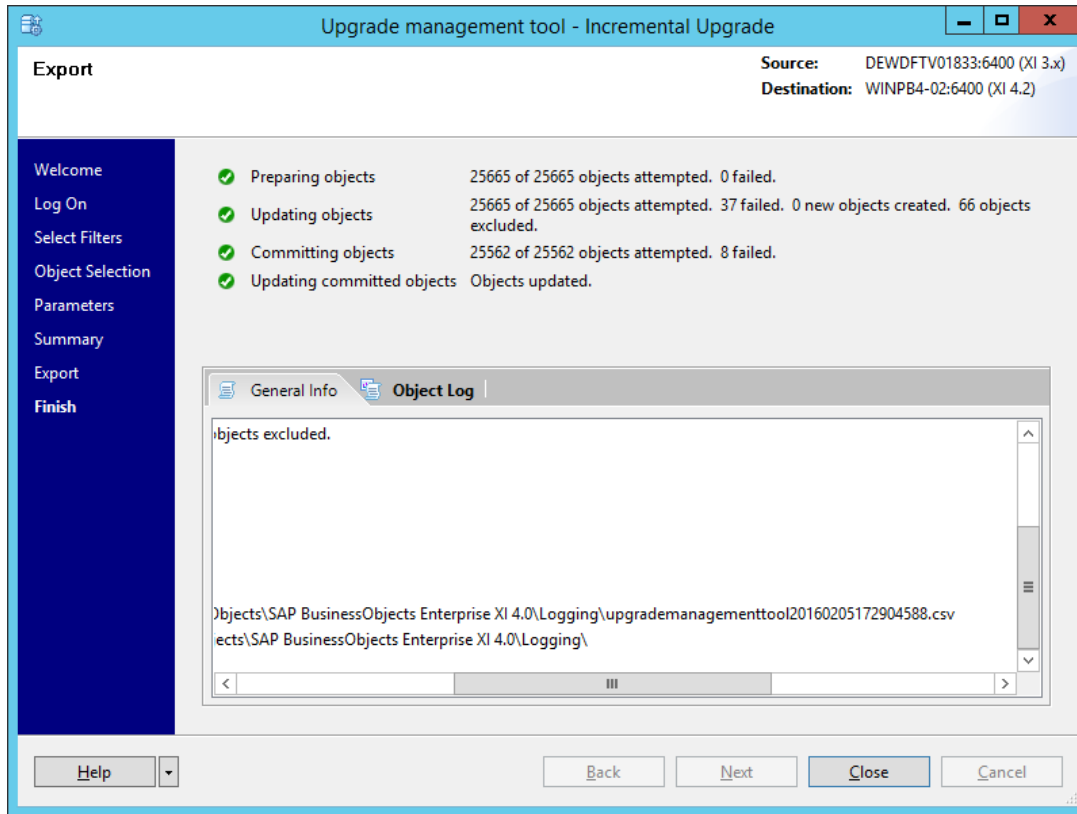 Upgrade management tool - Incremental Upgrade
Export
Source: DEWDFTV01833:6400 (XI 3.x)
Destination: WINPB4-02:6400 (XI 4.2)
Welcome
Log On
Select Filters
Object Selection
Parameters
Summary
Export
Finish
Preparing objects 25665 of 25665 objects attempted. 0 failed.
Updating objects 25665 of 25665 objects attempted. 37 failed. 0 new objects created. 66 objects
excluded.
Committing objects 25562 of 25562 objects attempted. 8 failed.
Updating committed objects Objects updated.
General Info Object Log
bjects excluded.
Objects\SAP BusinessObjects Enterprise XI 4.0\Logging\upgrademanagementtool20160205172904588.csv
ects\SAP BusinessObjects Enterprise XI 4.0\Logging\
Help Back Next Close Cancel